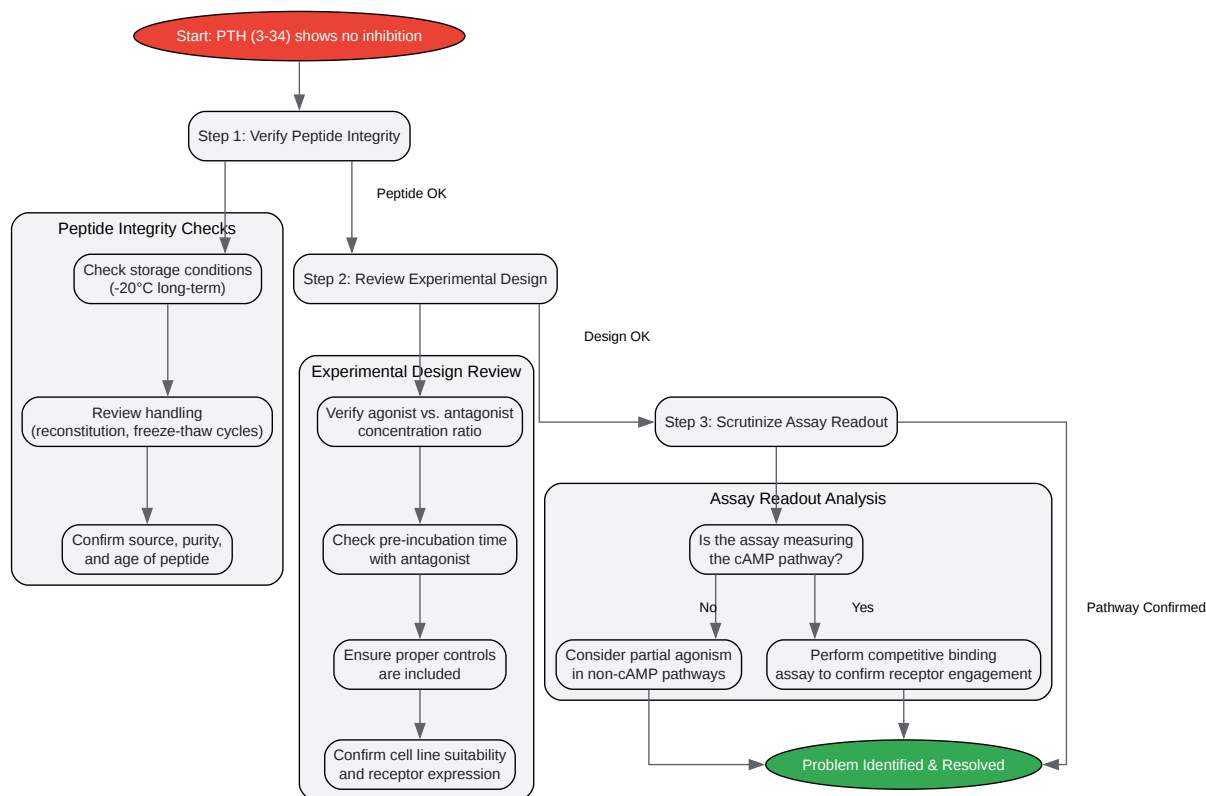 Start: PTH (3-34) shows no inhibition
Step 1: Verify Peptide Integrity
Peptide OK
Peptide Integrity Checks
Check storage conditions
(-20°C long-term)
Step 2: Review Experimental Design
Design OK
Experimental Design Review
Review handling
(reconstitution, freeze-thaw cycles)
Verify agonist vs. antagonist
concentration ratio
Step 3: Scrutinize Assay Readout
Assay Readout Analysis
Confirm source, purity,
and age of peptide
Check pre-incubation time
with antagonist
Is the assay measuring
the cAMP pathway?
No
Yes
Pathway Confirmed
Ensure proper controls
are included
Consider partial agonism
in non-cAMP pathways
Perform competitive binding
assay to confirm receptor engagement
Confirm cell line suitability
and receptor expression
Problem Identified & Resolved